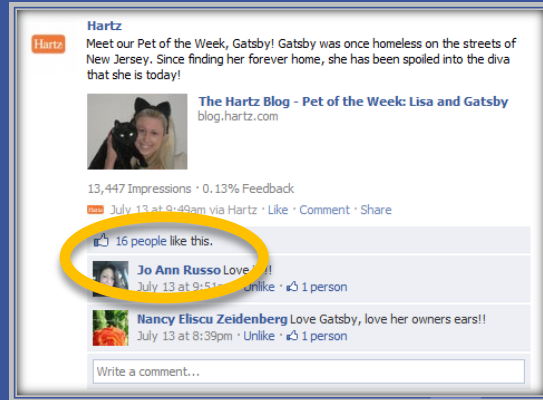 Hartz
Hartz
Meet our Pet of the Week, Gatsby! Gatsby was once homeless on the streets of
New Jersey. Since finding her forever home, she has been spoiled into the diva
that she is today!
The Hartz Blog - Pet of the Week: Lisa and Gatsby
blog.hartz.com
13,447 Impressions · 0.13% Feedback
Hartz July 13 at 9:49am via Hartz · Like · Comment · Share
16 people like this.
Jo Ann Russo Love
July 13 at Unlike · 1 person
Nancy Eliscu Zeidenberg Love Gatsby, love her owners ears!!
July 13 at 8:39pm · Unlike · 1 person
Write a comment...